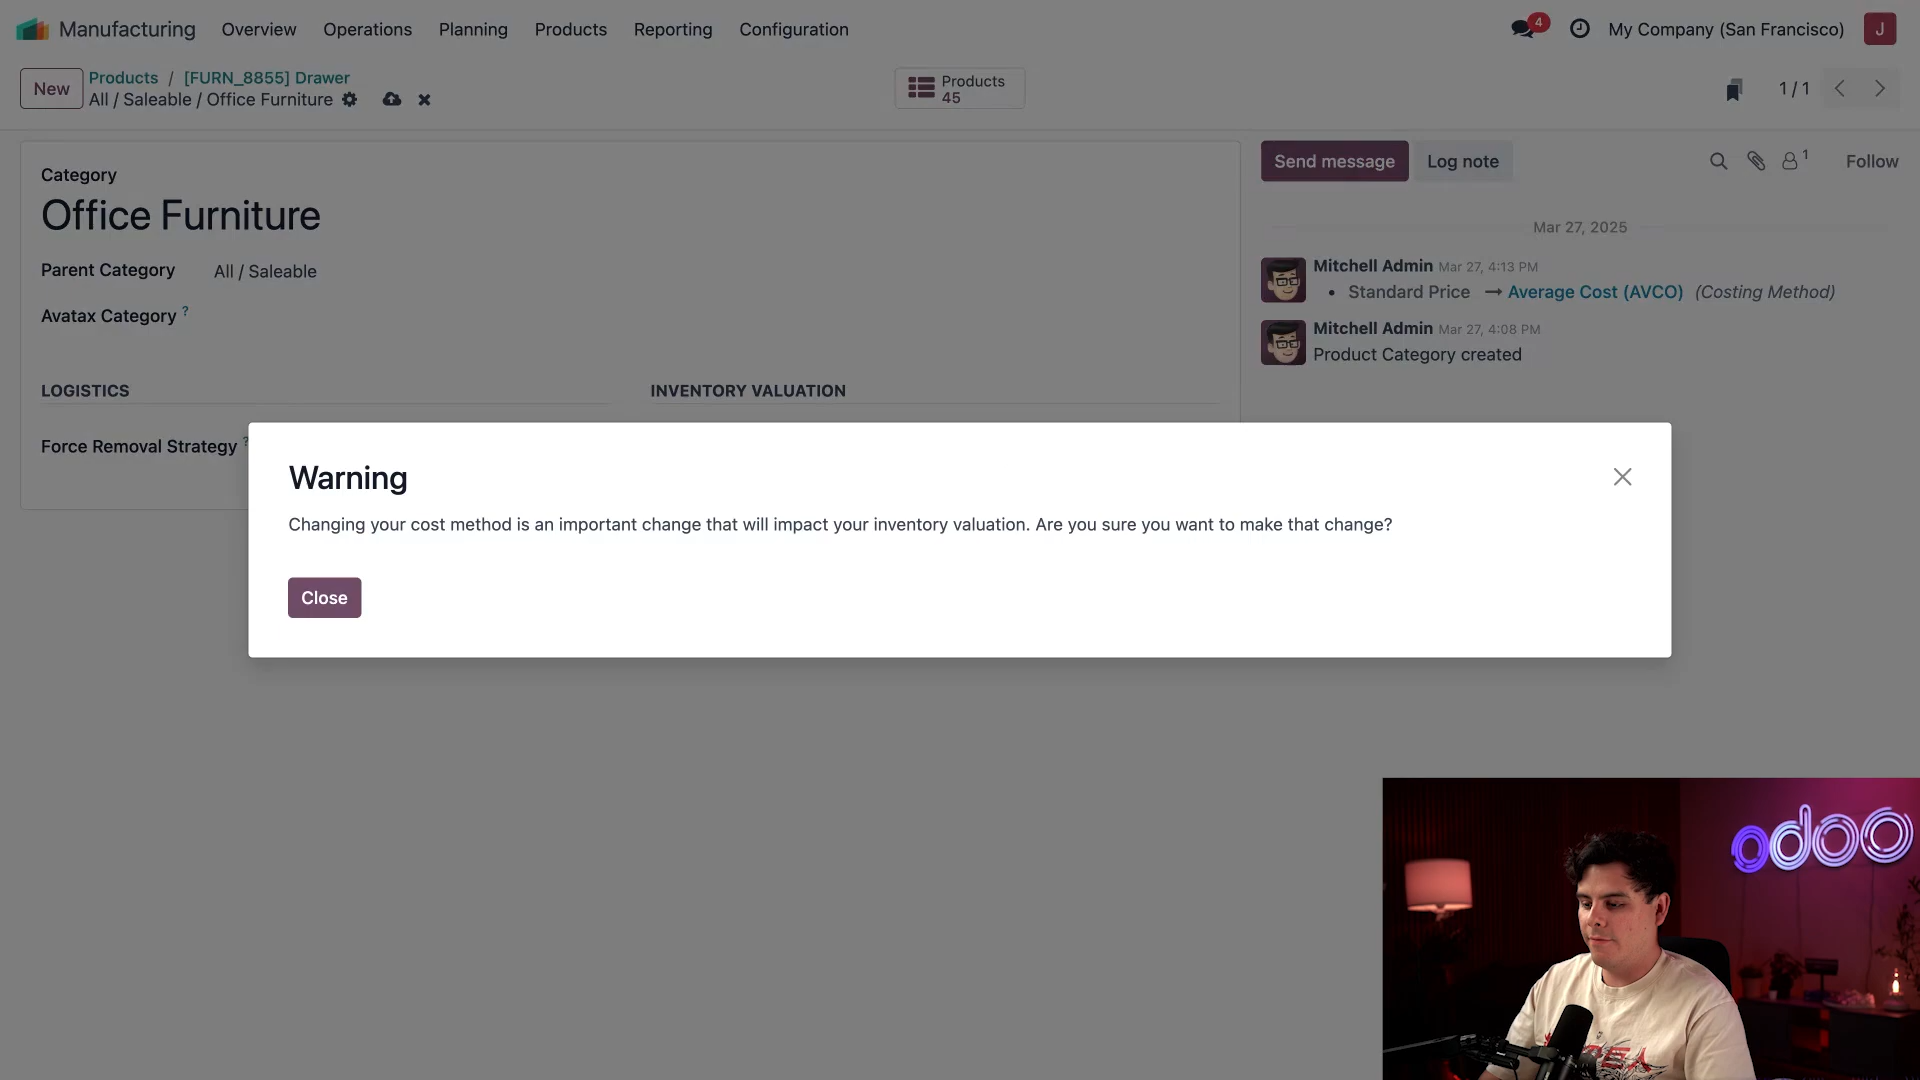 Manufacturing Overview Operations Planning Products Reporting Configuration 4 My Company (San Francisco) J
New Products / [FURN_8855] Drawer
All / Saleable / Office Furniture
Products
45
1 / 1
Category
Office Furniture
Parent Category All / Saleable
Avatax Category ?
LOGISTICS INVENTORY VALUATION
Force Removal Strategy ?
Send message Log note 1 Follow
Mar 27, 2025
Mitchell Admin Mar 27, 4:13 PM
• Standard Price → Average Cost (AVCO) (Costing Method)
Mitchell Admin Mar 27, 4:08 PM
Product Category created
Warning
Changing your cost method is an important change that will impact your inventory valuation. Are you sure you want to make that change?
Close
odoo